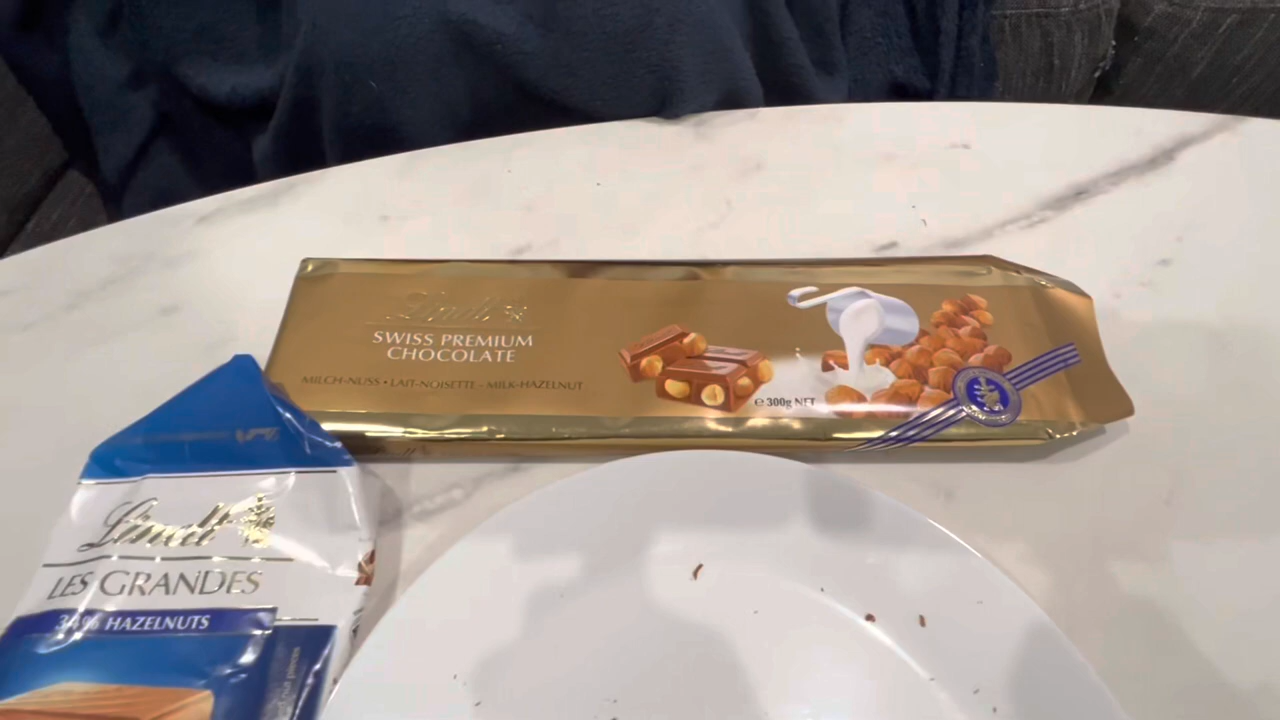 Lindt
SWISS PREMIUM
CHOCOLATE
MILCH-NUSS • LAIT-NOISETTE - MILK-HAZELNUT
e 300g NET
Lindt
LES GRANDES
34% HAZELNUTS